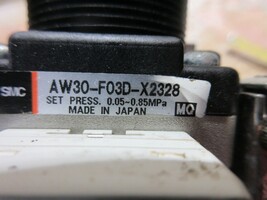 SMC
AW30-F03D-X2328
SET PRESS. 0.05-0.85MPa
MADE IN JAPAN
MO